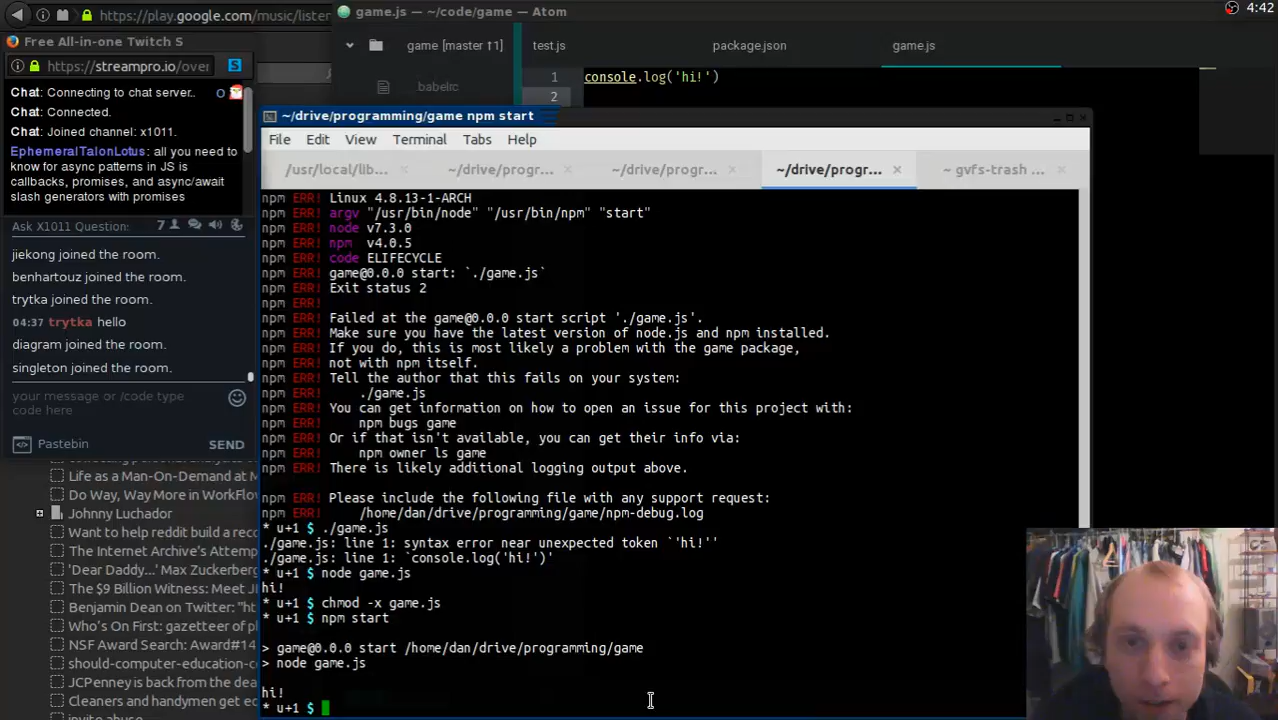 https://play.google.com/music/listen
game.js — ~/code/game — Atom
4:42
Free All-in-one Twitch S
game [master ↑1]
test.js
package.json
game.js
https://streampro.io/over
S
.babelrc
1
console.log('hi!')
2
Chat: Connecting to chat server..
Chat: Connected.
Chat: Joined channel: x1011.
EphemeralTalonLotus: all you need to
know for async patterns in JS is
callbacks, promises, and async/await
slash generators with promises
Ask X1011 Question:
7
jiekong joined the room.
benhartouz joined the room.
trytka joined the room.
04:37 trytka hello
diagram joined the room.
singleton joined the room.
your message or /code type
code here
Pastebin
SEND
Life as a Man-On-Demand at M
Do Way, Way More in WorkFlow
Johnny Luchador
Want to help reddit build a reco
The Internet Archive's Attemp
'Dear Daddy...' Max Zuckerberg
The $9 Billion Witness: Meet JP
Benjamin Dean on Twitter: "ht
Who's On First: gazetteer of pl
NSF Award Search: Award#14
should-computer-education-c
JCPenney is back from the dea
Cleaners and handymen get ec
invite abuse
~/drive/programming/game npm start
File
Edit
View
Terminal
Tabs
Help
/usr/local/lib...
~/drive/progr...
~/drive/progr...
~/drive/progr...
~ gvfs-trash ...
npm ERR! Linux 4.8.13-1-ARCH
npm ERR! argv "/usr/bin/node" "/usr/bin/npm" "start"
npm ERR! node v7.3.0
npm ERR! npm  v4.0.5
npm ERR! code ELIFECYCLE
npm ERR! game@0.0.0 start: `./game.js`
npm ERR! Exit status 2
npm ERR!
npm ERR! Failed at the game@0.0.0 start script './game.js'.
npm ERR! Make sure you have the latest version of node.js and npm installed.
npm ERR! If you do, this is most likely a problem with the game package,
npm ERR! not with npm itself.
npm ERR! Tell the author that this fails on your system:
npm ERR!     ./game.js
npm ERR! You can get information on how to open an issue for this project with:
npm ERR!     npm bugs game
npm ERR! Or if that isn't available, you can get their info via:
npm ERR!     npm owner ls game
npm ERR! There is likely additional logging output above.
npm ERR! Please include the following file with any support request:
npm ERR!     /home/dan/drive/programming/game/npm-debug.log
* u+1 $ ./game.js
./game.js: line 1: syntax error near unexpected token `'hi!''
./game.js: line 1: `console.log('hi!')'
* u+1 $ node game.js
hi!
* u+1 $ chmod -x game.js
* u+1 $ npm start
> game@0.0.0 start /home/dan/drive/programming/game
> node game.js
hi!
* u+1 $